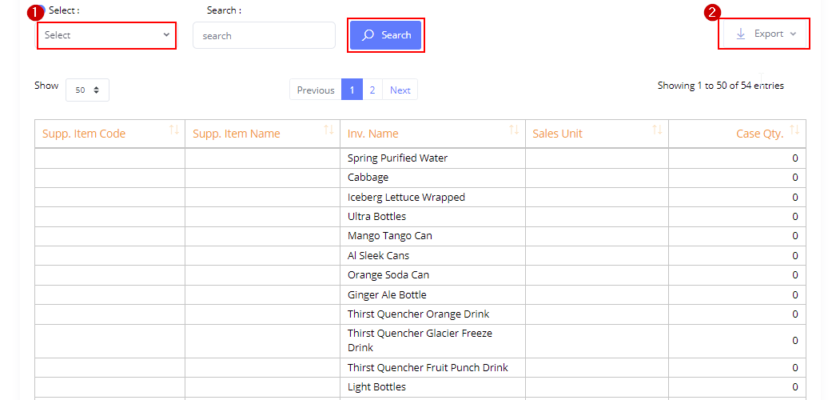 1 Select : Search : 2
Select search Search Export
Show 50 Previous 1 2 Next Showing 1 to 50 of 54 entries
Supp. Item Code Supp. Item Name Inv. Name Sales Unit Case Qty.
Spring Purified Water 0
Cabbage 0
Iceberg Lettuce Wrapped 0
Ultra Bottles 0
Mango Tango Can 0
Al Sleek Cans 0
Orange Soda Can 0
Ginger Ale Bottle 0
Thirst Quencher Orange Drink 0
Thirst Quencher Glacier Freeze
Drink 0
Thirst Quencher Fruit Punch Drink 0
Light Bottles 0